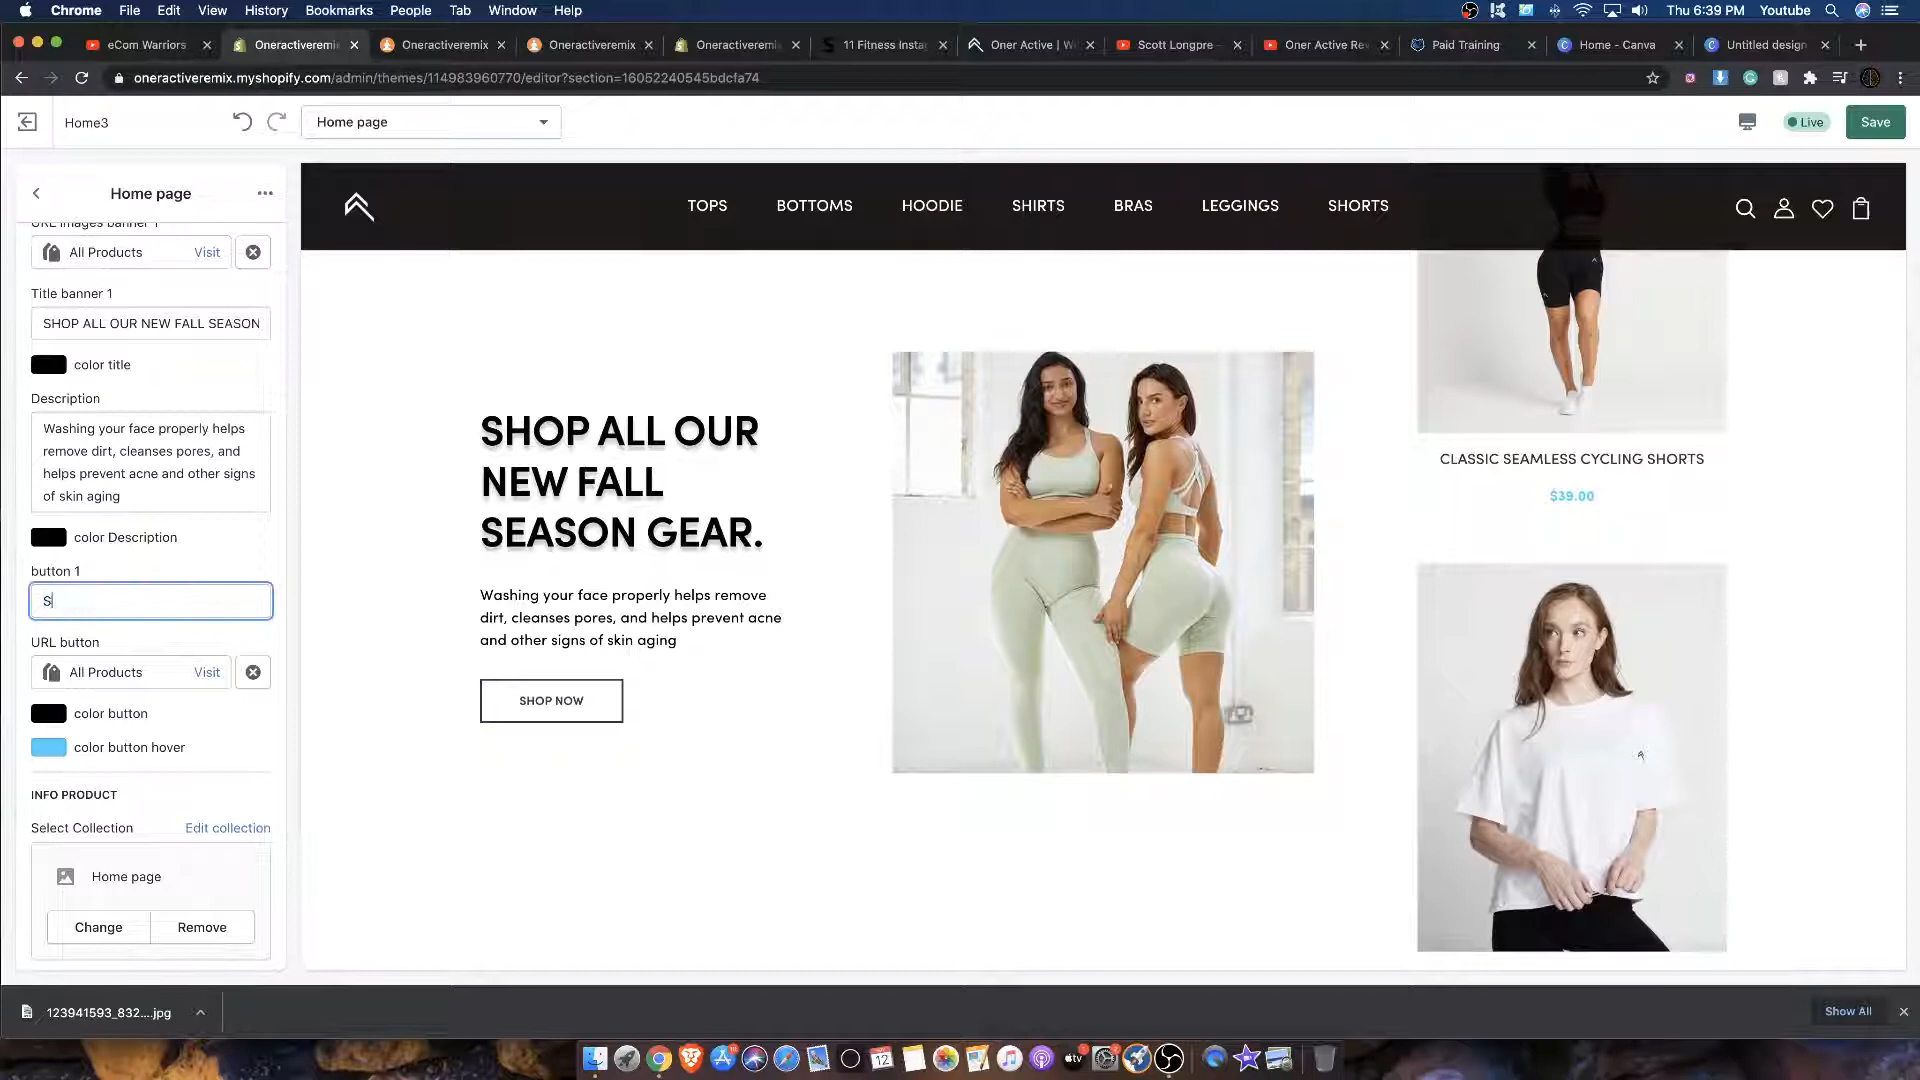 Chrome File Edit View History Bookmarks People Tab Window Help
Thu 6:39 PM Youtube
eCom Warriors
Oneractiveremi
Oneractiveremix
Oneractiveremix
Oneractiveremi
11 Fitness Insta
Oner Active | W
Scott Longpre
Oner Active Re
Paid Training
Home - Canva
Untitled design
oneractiveremix.myshopify.com/admin/themes/114983960770/editor?section=16052240545bdcfa74
Home3
Home page
Live
Save
Home page
URL images banner 1
All Products Visit
Title banner 1
SHOP ALL OUR NEW FALL SEASON
color title
Description
Washing your face properly helps
remove dirt, cleanses pores, and
helps prevent acne and other signs
of skin aging
color Description
button 1
S
URL button
All Products Visit
color button
color button hover
INFO PRODUCT
Select Collection Edit collection
Home page
Change Remove
TOPS BOTTOMS HOODIE SHIRTS BRAS LEGGINGS SHORTS
SHOP ALL OUR
NEW FALL
SEASON GEAR.
Washing your face properly helps remove
dirt, cleanses pores, and helps prevent acne
and other signs of skin aging
SHOP NOW
CLASSIC SEAMLESS CYCLING SHORTS
$39.00
123941593_832....jpg
Show All
12
tv